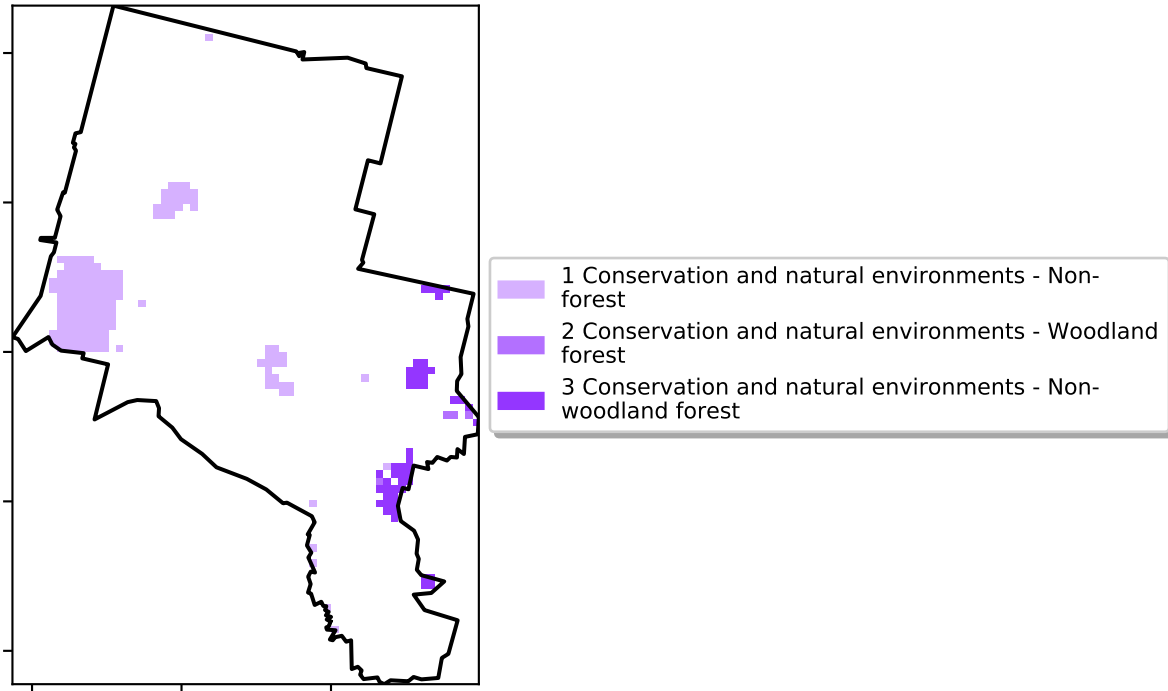 1 Conservation and natural environments - Non-
forest
2 Conservation and natural environments - Woodland
forest
3 Conservation and natural environments - Non-
woodland forest